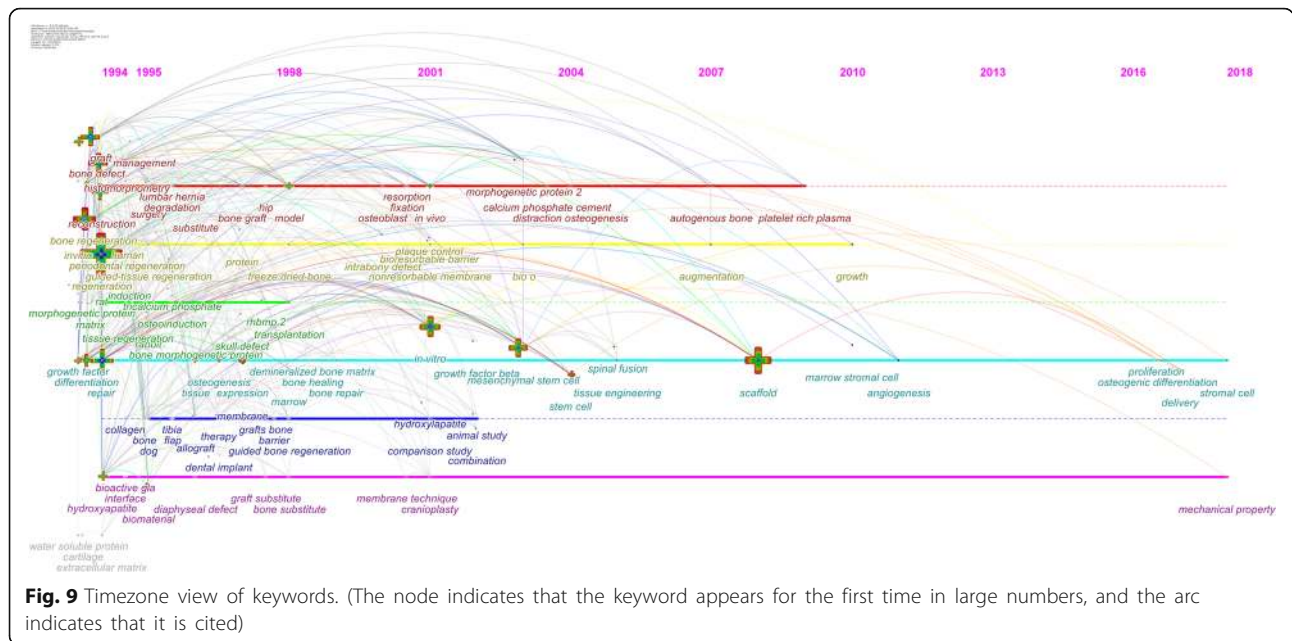 1994 1995 1998 2001 2004 2007 2010 2013 2016 2018
graft management
bone defect
histomorphometry
morphogenetic protein 2
lumbar hernia hip resorption
degradation fixation calcium phosphate cement
surgery bone graft model osteoblast in vivo distraction osteogenesis autogenous bone platelet rich plasma
reconstruction substitute
bone regeneration
human plaque control
periodontal regeneration protein bioresorbable barrier
guided-tissue regeneration freeze dried-bone intrabony defect nonresorbable membrane bio o augmentation growth
regeneration
induction
rat tricalcium phosphate
morphogenetic protein
matrix osteoinduction rhbmp 2
transplantation
tissue regeneration rabbit skull defect
bone morphogenetic protein in-vitro
growth factor demineralized bone matrix growth factor beta spinal fusion proliferation
differentiation osteogenesis bone healing mesenchymal stem cell marrow stromal cell osteogenic differentiation
repair tissue expression bone repair tissue engineering scaffold angiogenesis stromal cell
marrow stem cell delivery
membrane
collagen tibia grafts bone hydroxylapatite
bone flap therapy barrier animal study
dog allograft guided bone regeneration comparison study
dental implant combination
bioactive gla
interface graft substitute membrane technique
hydroxyapatite diaphyseal defect bone substitute cranioplasty mechanical property
biomaterial
water soluble protein
cartilage
extracellular matrix
Fig. 9 Timezone view of keywords. (The node indicates that the keyword appears for the first time in large numbers, and the arc
indicates that it is cited)